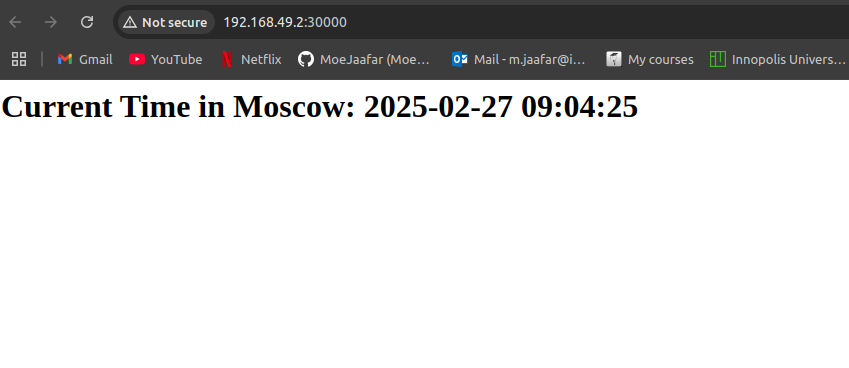 Not secure 192.168.49.2:30000
Gmail YouTube Netflix MoeJaafar (Moe... Mail - m.jaafar@i... My courses Innopolis Univers...
Current Time in Moscow: 2025-02-27 09:04:25